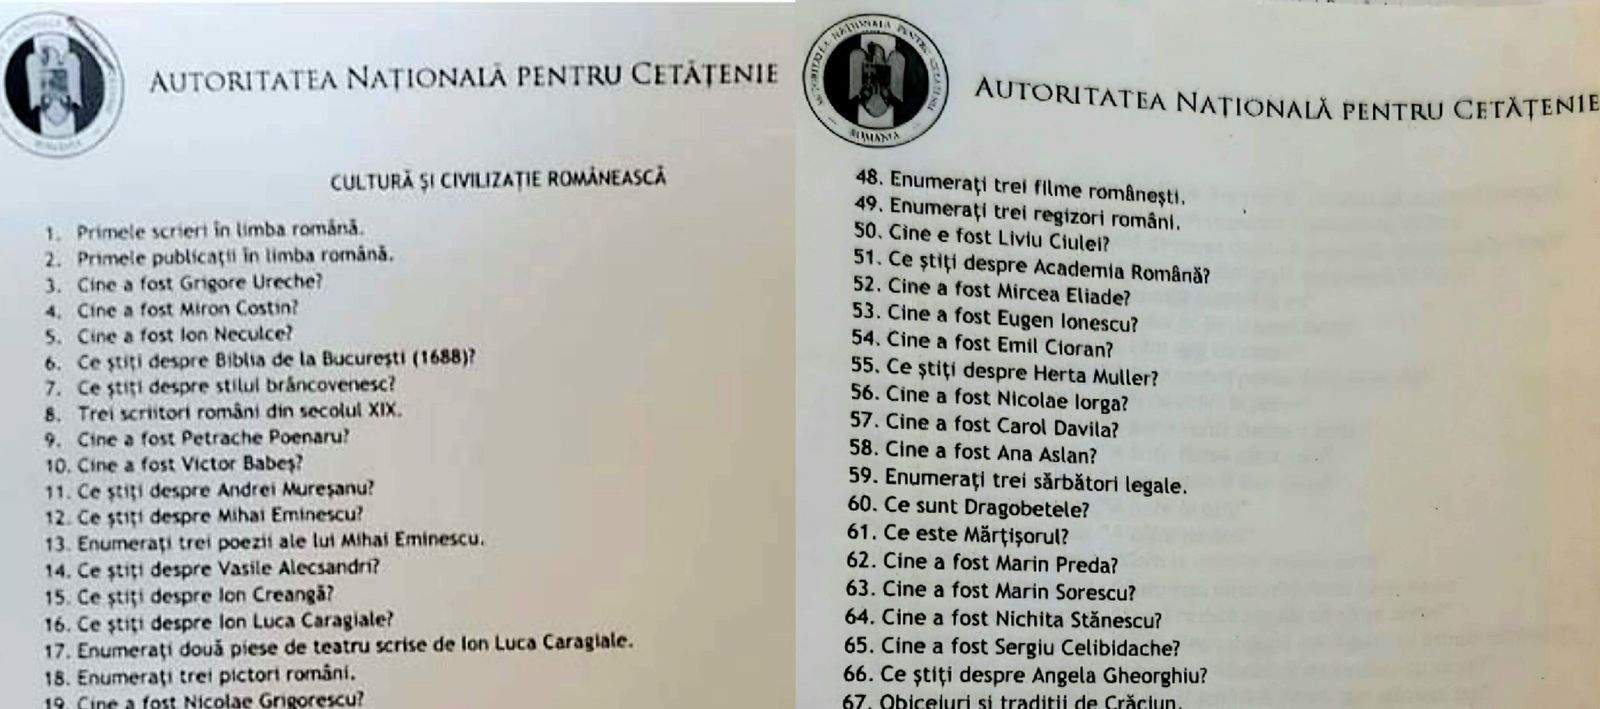 AUTORITATEA NAȚIONALĂ PENTRU CETĂȚENIE
CULTURĂ ȘI CIVILIZAȚIE ROMÂNEASCĂ
1. Primele scrieri în limba română.
2. Primele publicații în limba română.
3. Cine a fost Grigore Ureche?
4. Cine a fost Miron Costin?
5. Cine a fost Ion Neculce?
6. Ce știți despre Biblia de la București (1688)?
7. Ce știți despre stilul brâncovenesc?
8. Trei scriitori români din secolul XIX.
9. Cine a fost Petrache Poenaru?
10. Cine a fost Victor Babeș?
11. Ce știți despre Andrei Mureșanu?
12. Ce știți despre Mihai Eminescu?
13. Enumerați trei poezii ale lui Mihai Eminescu.
14. Ce știți despre Vasile Alecsandri?
15. Ce știți despre Ion Creangă?
16. Ce știți despre Ion Luca Caragiale?
17. Enumerați două piese de teatru scrise de Ion Luca Caragiale.
18. Enumerați trei pictori români.
19. Cine a fost Nicolae Grigorescu?
AUTORITATEA NAȚIONALĂ PENTRU CETĂȚENIE
ROMANIA
AUTORITATEA NAȚIONALĂ PENTRU CETĂȚENIE
48. Enumerați trei filme românești.
49. Enumerați trei regizori români.
50. Cine e fost Liviu Ciulei?
51. Ce știți despre Academia Română?
52. Cine a fost Mircea Eliade?
53. Cine a fost Eugen Ionescu?
54. Cine a fost Emil Cioran?
55. Ce știți despre Herta Muller?
56. Cine a fost Nicolae Iorga?
57. Cine a fost Carol Davila?
58. Cine a fost Ana Aslan?
59. Enumerați trei sărbători legale.
60. Ce sunt Dragobetele?
61. Ce este Mărțișorul?
62. Cine a fost Marin Preda?
63. Cine a fost Marin Sorescu?
64. Cine a fost Nichita Stănescu?
65. Cine a fost Sergiu Celibidache?
66. Ce știți despre Angela Gheorghiu?
67. Obiceiuri și tradiții de Crăciun.